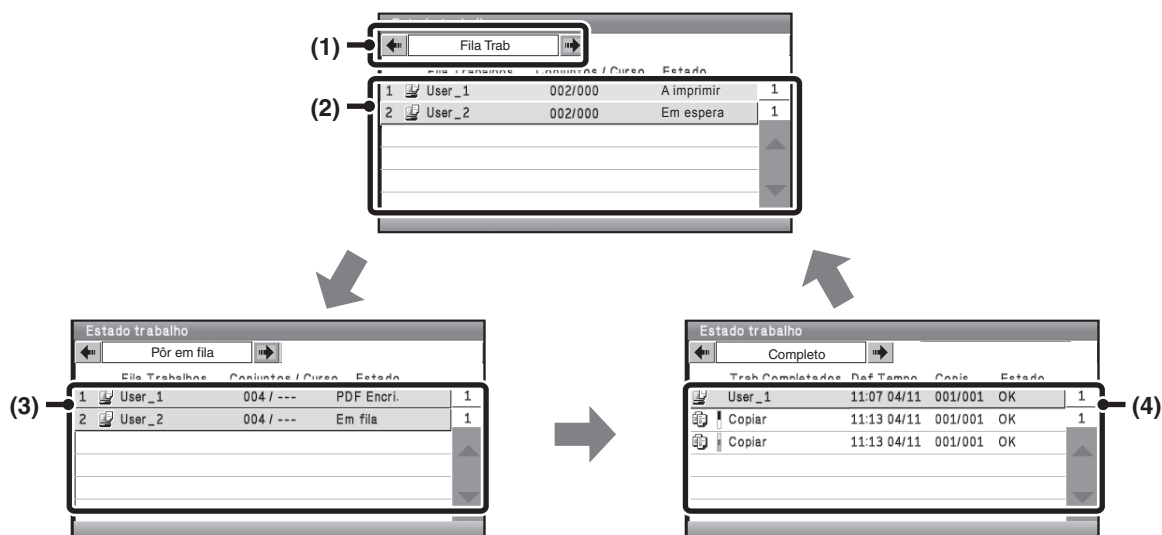 (1)
Fila Trab
Fila Trabalhos Conjuntos / Curso Estado
(2)
1 User_1 002/000 A imprimir 1
2 User_2 002/000 Em espera 1
Estado trabalho
Pôr em fila
Fila Trabalhos Conjuntos / Curso Estado
(3)
1 User_1 004 / --- PDF Encri. 1
2 User_2 004 / --- Em fila 1
Estado trabalho
Completo
Trab Completados Def Tempo Copis Estado
User_1 11:07 04/11 001/001 OK 1
(4)
Copiar 11:13 04/11 001/001 OK 1
Copiar 11:13 04/11 001/001 OK